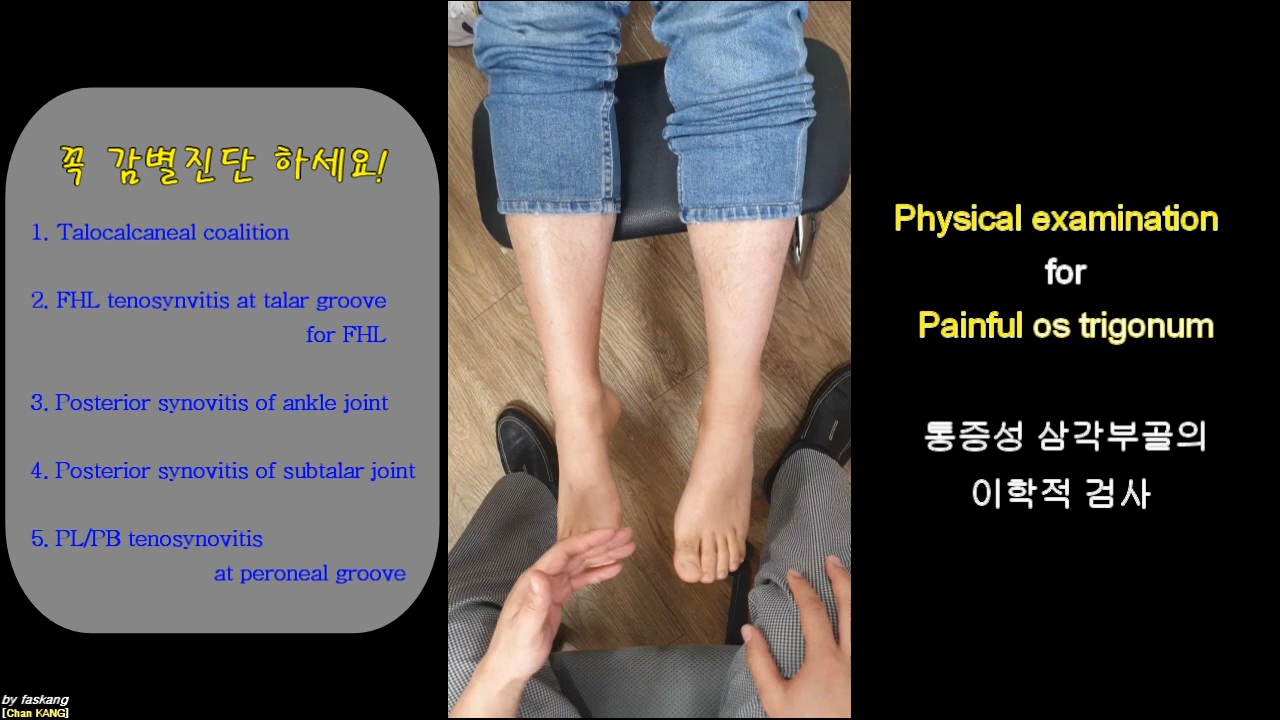 꼭 감별진단 하세요!
1. Talocalcaneal coalition
2. FHL tenosynvitis at talar groove
for FHL
3. Posterior synovitis of ankle joint
4. Posterior synovitis of subtalar joint
5. PL/PB tenosynovitis
at peroneal groove
by faskang
[Chan KANG]
Physical examination
for
Painful os trigonum
통증성 삼각부골의
이학적 검사